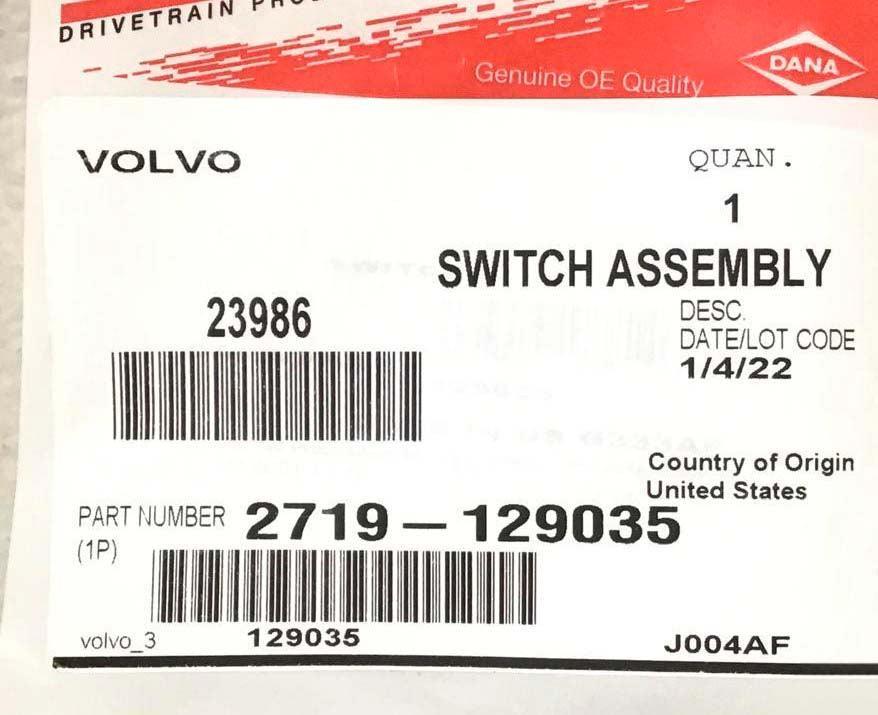 DRIVETRAIN
Genuine OE Quality
DANA
VOLVO
QUAN.
1
SWITCH ASSEMBLY
23986
DESC.
DATE/LOT CODE
1/4/22
Country of Origin
United States
PART NUMBER 2719-129035
(1P)
volvo_3 129035 J004AF